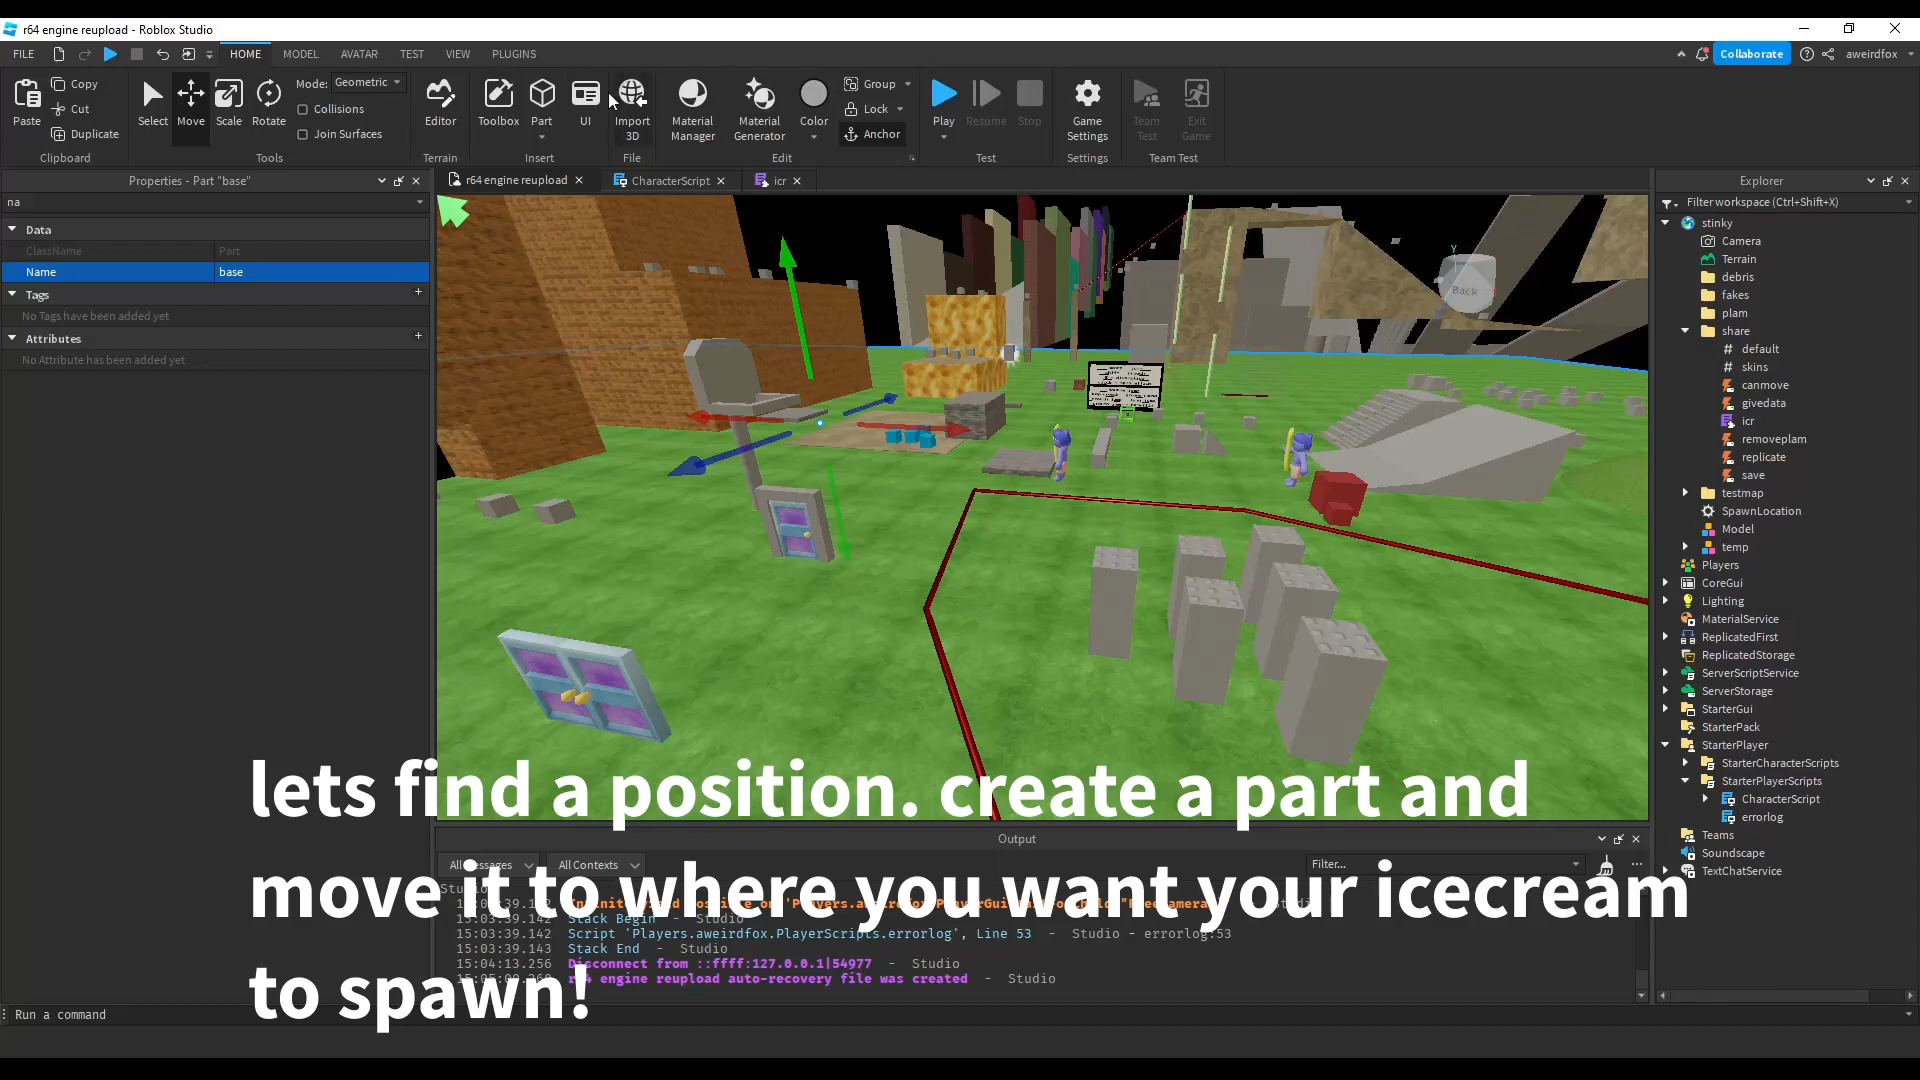 r64 engine reupload - Roblox Studio
FILE HOME MODEL AVATAR TEST VIEW PLUGINS Collaborate aweirdfox
Paste Copy Cut Duplicate Clipboard
Select Move Scale Rotate Mode: Geometric Collisions Join Surfaces Tools
Editor Terrain
Toolbox Part UI Insert
Import 3D File
Material Manager Material Generator Color Group Lock Anchor Edit
Play Resume Stop Test
Game Settings Settings
Team Test Exit Game Team Test
Properties - Part "base"
na
Data
ClassName Part
Name base
Tags
No Tags have been added yet
Attributes
No Attribute has been added yet
r64 engine reupload CharacterScript icr
Y
Back
Explorer
Filter workspace (Ctrl+Shift+X)
stinky
Camera
Terrain
debris
fakes
plam
share
default
skins
canmove
givedata
icr
removeplam
replicate
save
testmap
SpawnLocation
Model
temp
Players
CoreGui
Lighting
MaterialService
ReplicatedFirst
ReplicatedStorage
ServerScriptService
ServerStorage
StarterGui
StarterPack
StarterPlayer
StarterCharacterScripts
StarterPlayerScripts
CharacterScript
errorlog
Teams
Soundscape
TextChatService
lets find a position. create a part and
move it to where you want your icecream
to spawn!
Output
All Messages All Contexts Filter...
15:03:39.142 Stack Begin - Studio
15:03:39.142 Script 'Players.aweirdfox.PlayerScripts.errorlog', Line 53 - Studio - errorlog:53
15:03:39.143 Stack End - Studio
15:04:13.256 Disconnect from ::ffff:127.0.0.1|54977 - Studio
r64 engine reupload auto-recovery file was created - Studio
Run a command